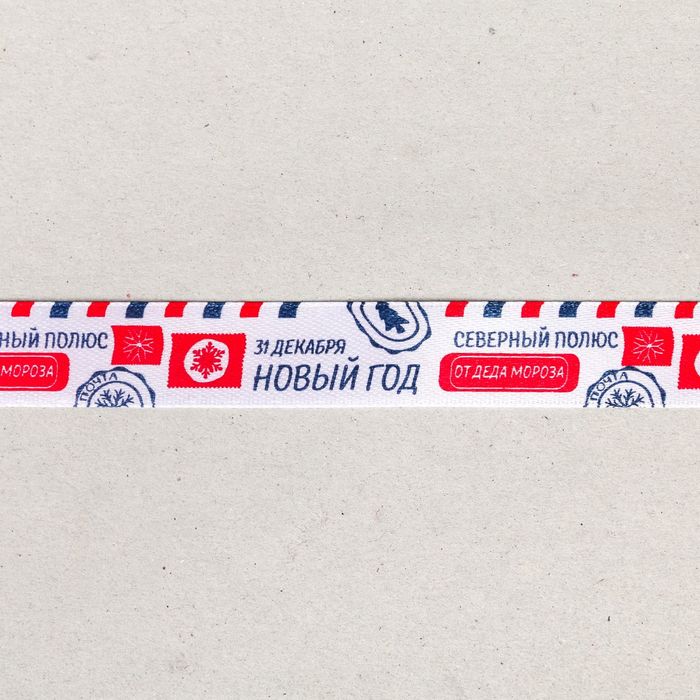 НЫЙ ПОЛЮС
МОРОЗА
ПОЧТА
31 ДЕКАБРЯ
НОВЫЙ ГОД
СЕВЕРНЫЙ ПОЛЮС
ОТ ДЕДА МОРОЗА
ПОЧТА